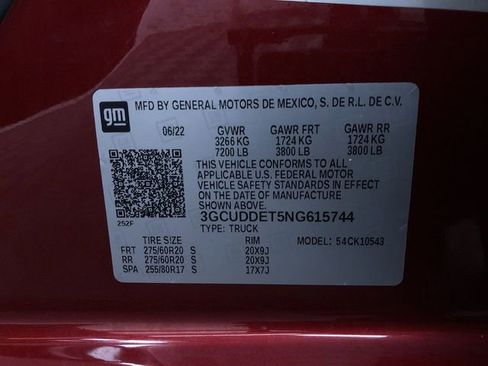 gm
MFD BY GENERAL MOTORS DE MEXICO, S. DE R.L. DE C.V.
06/22 GVWR GAWR FRT GAWR RR
3266 KG 1724 KG 1724 KG
7200 LB 3800 LB 3800 LB
THIS VEHICLE CONFORMS TO ALL
APPLICABLE U.S. FEDERAL MOTOR
VEHICLE SAFETY STANDARDS IN EFFECT ON
THE DATE OF MANUFACTURE
SHOWN ABOVE.
3GCUDDET5NG615744
252F TYPE: TRUCK
TIRE SIZE RIM MODEL: 54CK10543
FRT 275/60R20 S 20X9J
RR 275/60R20 S 20X9J
SPA 255/80R17 S 17X7J